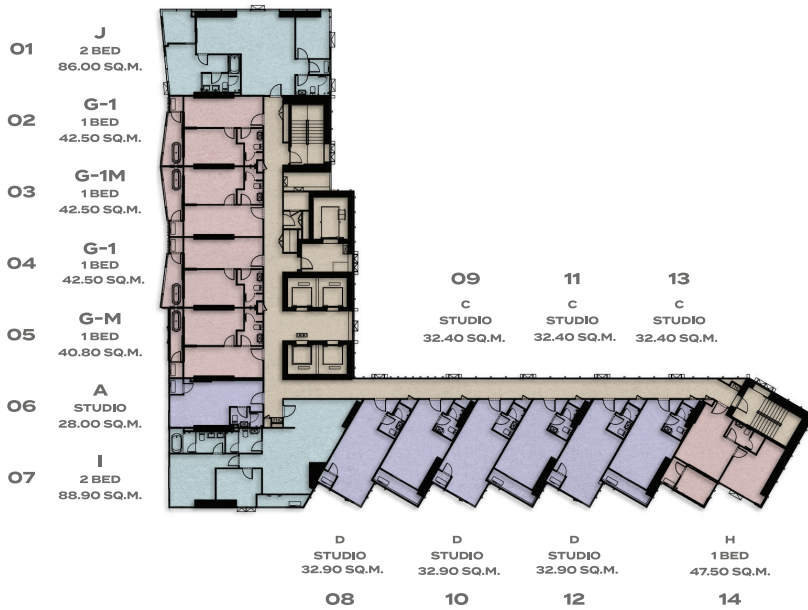 01
J
2 BED
86.00 SQ.M.
02
G-1
1 BED
42.50 SQ.M.
03
G-1M
1 BED
42.50 SQ.M.
04
G-1
1 BED
42.50 SQ.M.
05
G-M
1 BED
40.80 SQ.M.
06
A
STUDIO
28.00 SQ.M.
07
I
2 BED
88.90 SQ.M.
09
C
STUDIO
32.40 SQ.M.
11
C
STUDIO
32.40 SQ.M.
13
C
STUDIO
32.40 SQ.M.
D
STUDIO
32.90 SQ.M.
08
D
STUDIO
32.90 SQ.M.
10
D
STUDIO
32.90 SQ.M.
12
H
1 BED
47.50 SQ.M.
14